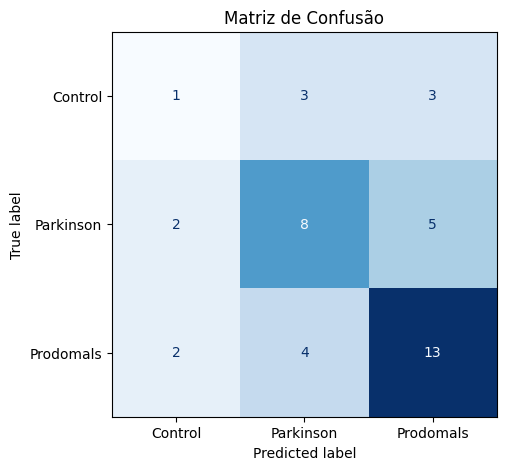 Matriz de Confusão
Control
1
3
3
Parkinson
2
8
5
Prodomals
2
4
13
True label
Control
Parkinson
Prodomals
Predicted label